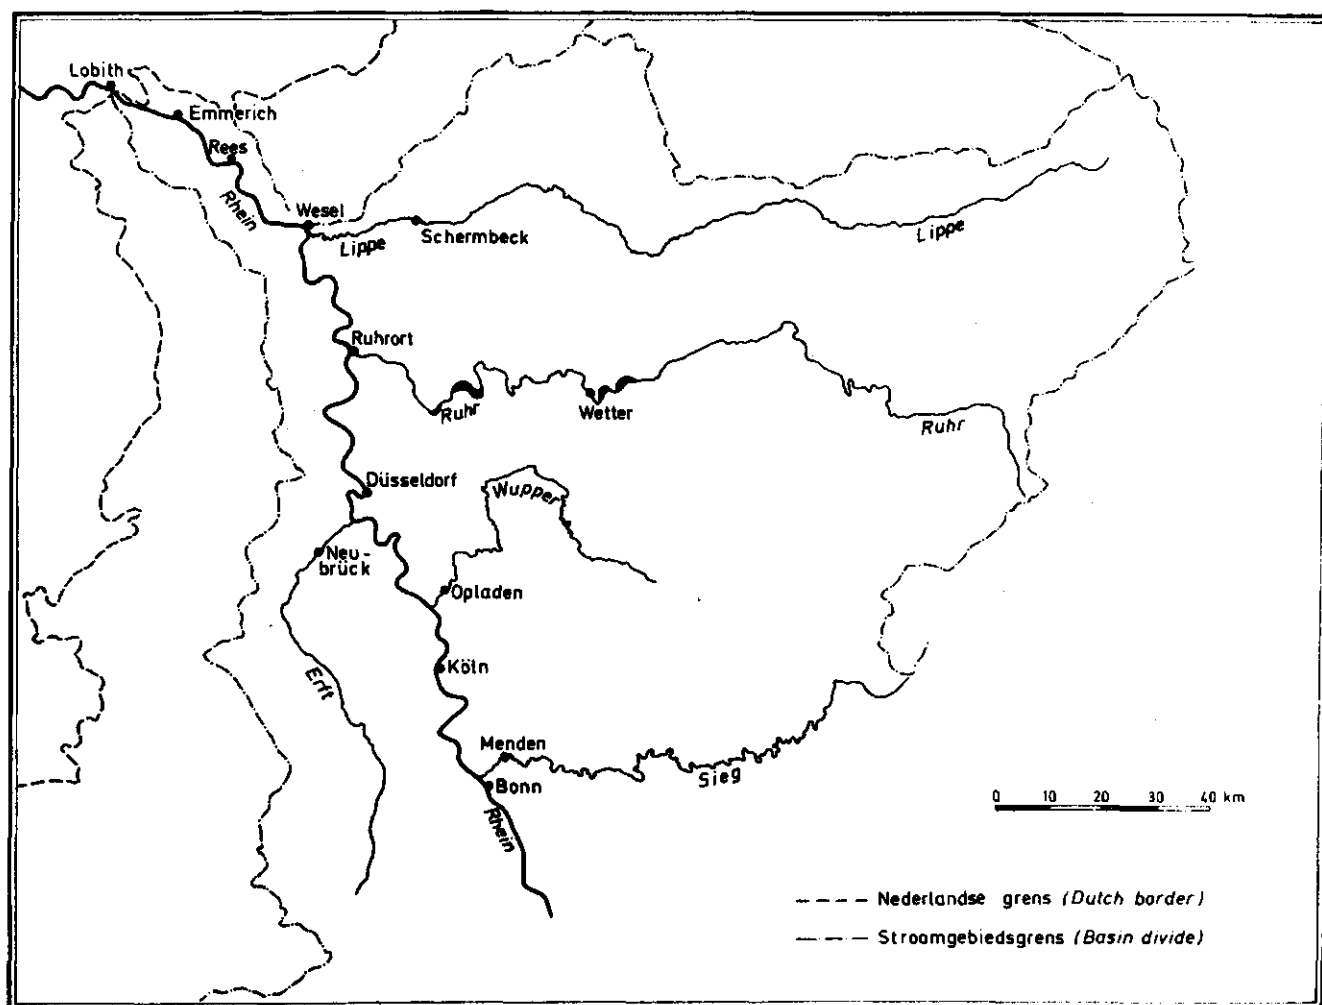 Lobith
Emmerich
Rees
Rhein
Wesel
Lippe
Schermbeck
Lippe
Ruhrort
Ruhr
Wetter
Ruhr
Düsseldorf
Wupper
Neu-
brück
Opladen
Köln
Erft
Menden
Sieg
Bonn
Rhein
0 10 20 30 40 km
Nederlandse grens (Dutch border)
Stroomgebiedsgrens (Basin divide)